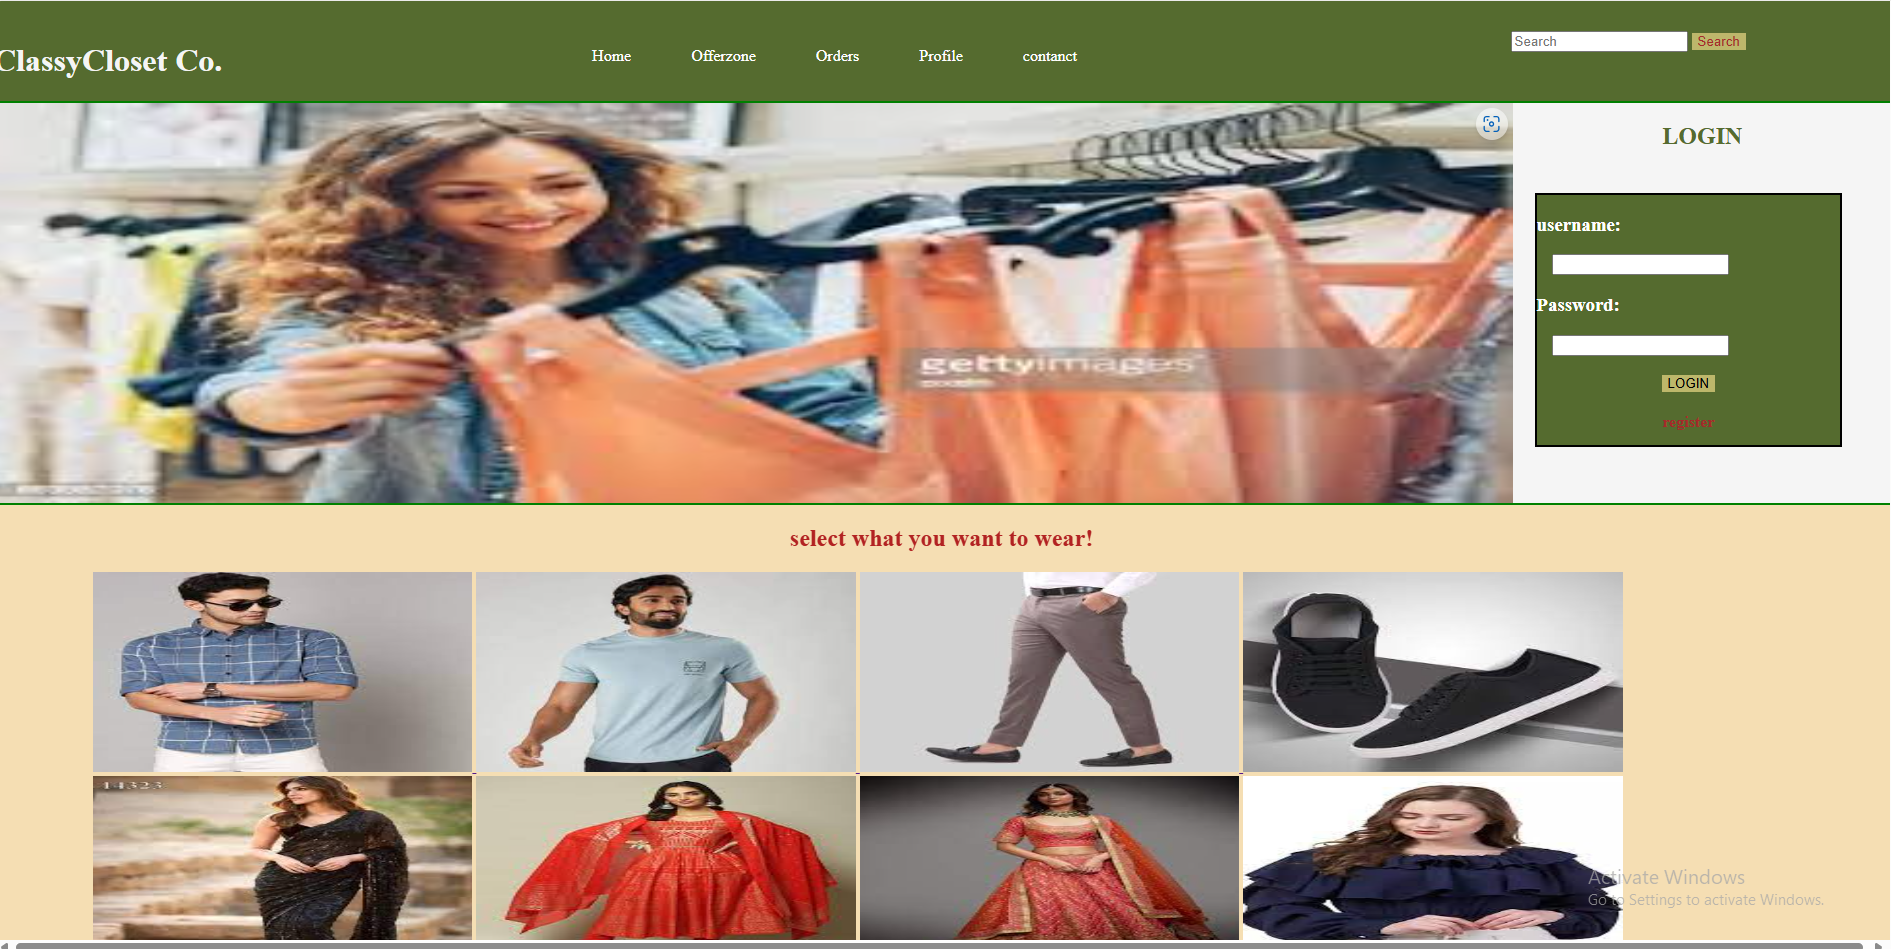 ClassyCloset Co.
Home Offerzone Orders Profile contanct
Search Search
gettyimages
LOGIN
username:
Password:
LOGIN
register
select what you want to wear!
14323
Activate Windows
Go to Settings to activate Windows.